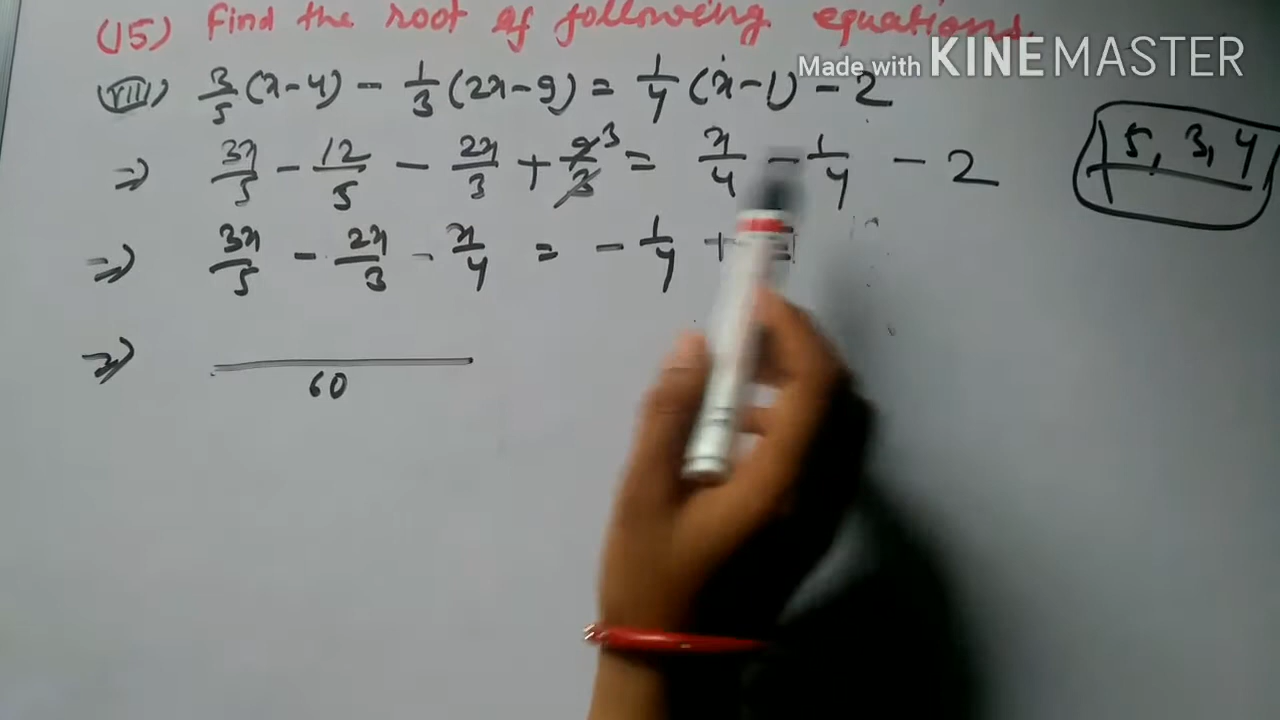 (15) Find the root of following equations.
Made with KINEMASTER
(VIII) 3/5 (x-4) - 1/3 (2x-9) = 1/4 (x-1) - 2
⇒ 3x/5 - 12/5 - 2x/3 + 9/3 3 = x/4 - 1/4 - 2
5, 3, 4
⇒ 3x/5 - 2x/3 - x/4 = - 1/4 +
⇒ 60